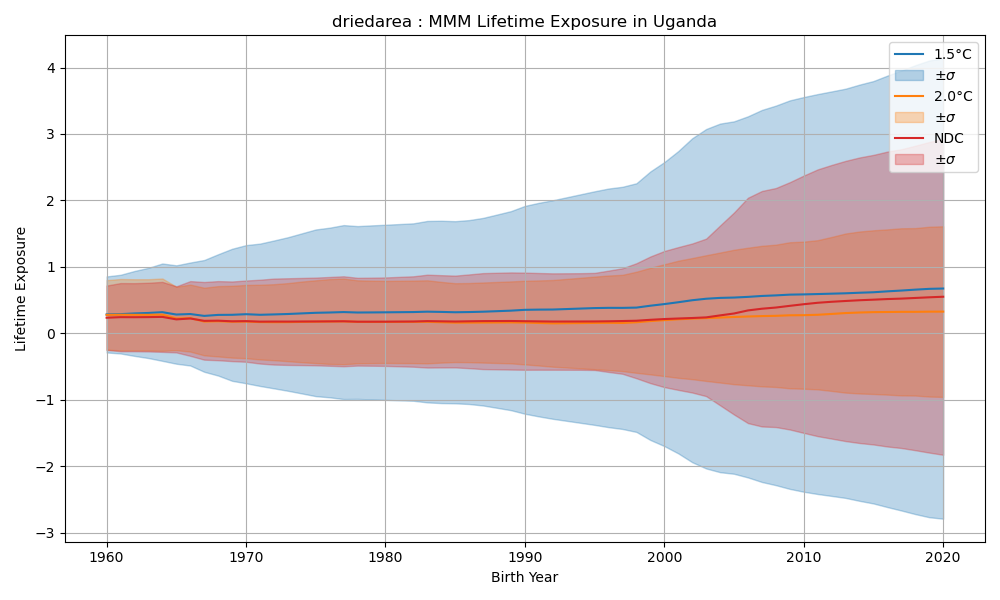 driedarea : MMM Lifetime Exposure in Uganda
1.5°C
±σ
2.0°C
±σ
NDC
±σ
Lifetime Exposure
4
3
2
1
0
−1
−2
−3
1960
1970
1980
1990
2000
2010
2020
Birth Year